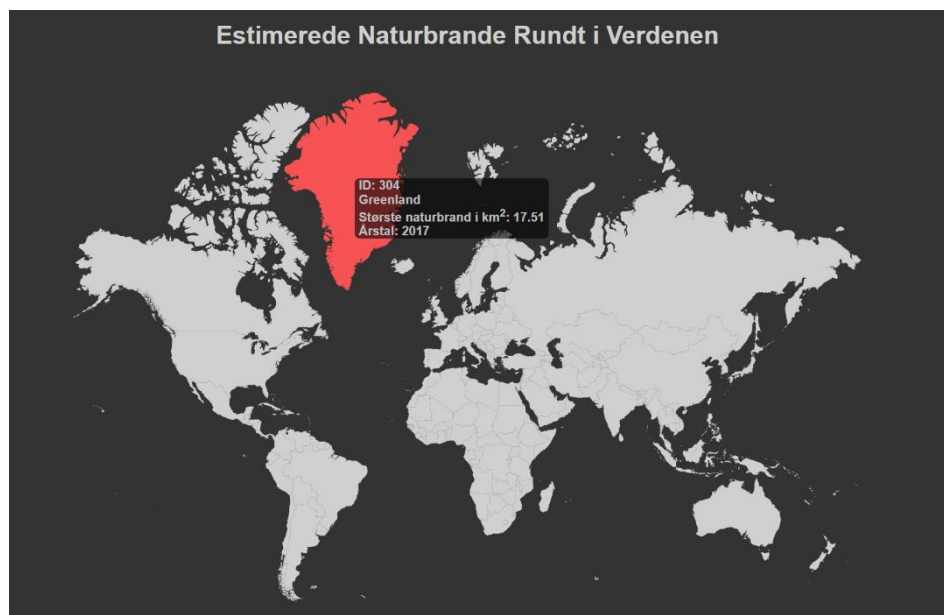 Estimerede Naturbrande Rundt i Verdenen
ID: 304
Greenland
Største naturbrand i km²: 17.51
Årstal: 2017